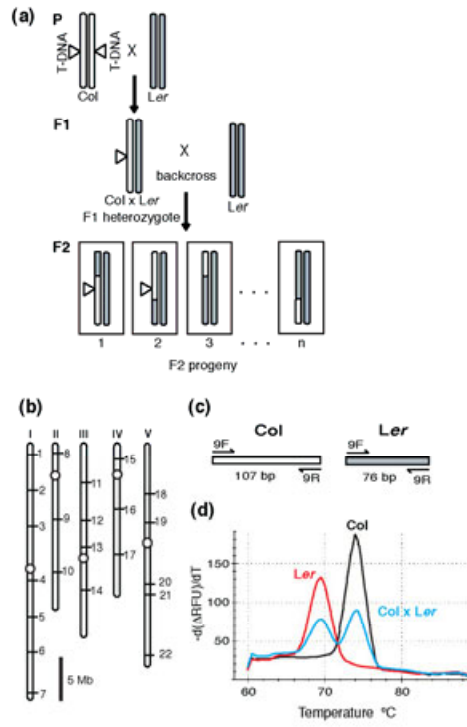 (a)
P
T-DNA
T-DNA
X
Col
Ler
F1
X
backcross
Col x Ler
F1 heterozygote
Ler
F2
1 2 3 · · · n
F2 progeny
(b)
I II III IV V
1
2
3
4
5
6
7
8
9
10
11
12
13
14
15
16
17
18
19
20
21
22
5 Mb
(c)
Col
Ler
9F
107 bp
9R
9F
76 bp
9R
(d)
Col
Ler
Col x Ler
-d(ΔRFU)/dT
150
100
50
60 70 80
Temperature ºC